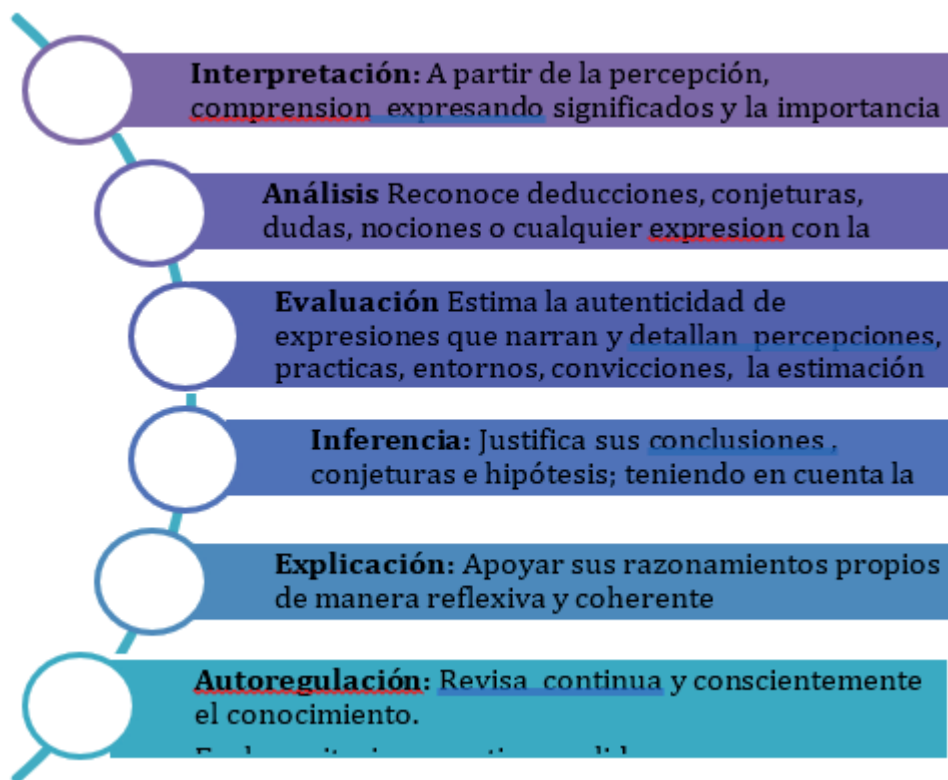 Interpretación: A partir de la percepción,
comprension  expresando significados y la importancia
Análisis Reconoce deducciones, conjeturas,
dudas, nociones o cualquier expresion con la
Evaluación Estima la autenticidad de
expresiones que narran y detallan  percepciones,
practicas, entornos, convicciones,  la estimación
Inferencia: Justifica sus conclusiones ,
conjeturas e hipótesis; teniendo en cuenta la
Explicación: Apoyar sus razonamientos propios
de manera reflexiva y coherente
Autoregulación: Revisa  continua y conscientemente
el conocimiento.